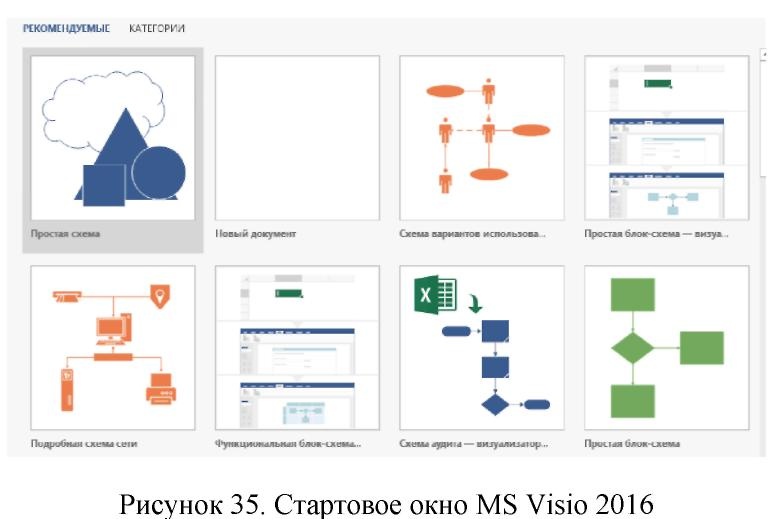 РЕКОМЕНДУЕМЫЕ КАТЕГОРИИ
Простая схема
Новый документ
Схема вариантов использова...
Простая блок-схема — визуа...
X
Подробная схема сети
Функциональная блок-схема...
Схема аудита — визуализатор...
Простая блок-схема
Рисунок 35. Стартовое окно MS Visio 2016